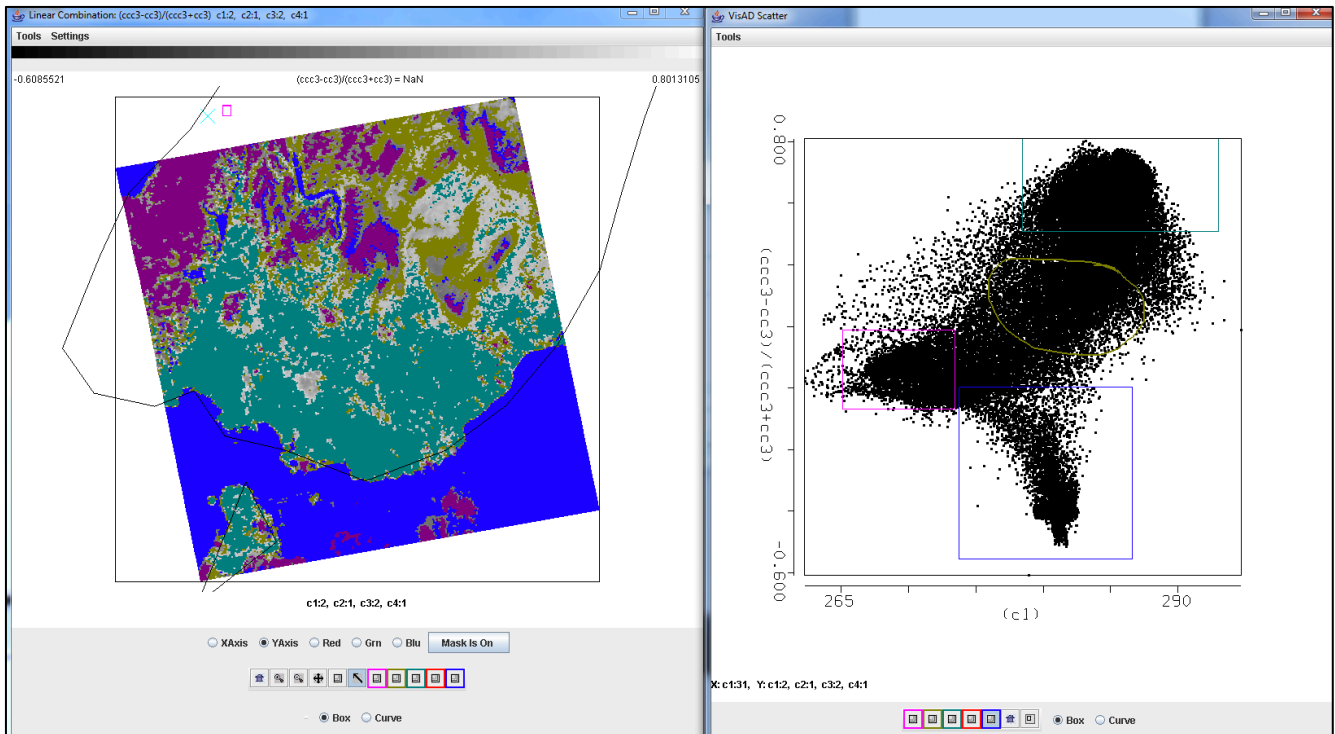 Linear Combination: (ccc3-cc3)/(ccc3+cc3) c1:2, c2:1, c3:2, c4:1
Tools Settings
-0.6085521 (ccc3-cc3)/(ccc3+cc3) = NaN 0.8013105
c1:2, c2:1, c3:2, c4:1
XAxis YAxis Red Grn Blu Mask Is On
Box Curve
VisAD Scatter
Tools
0.800
(ccc3-cc3)/(ccc3+cc3)
-0.600
265 290
(c1)
X: c1:31, Y: c1:2, c2:1, c3:2, c4:1
Box Curve